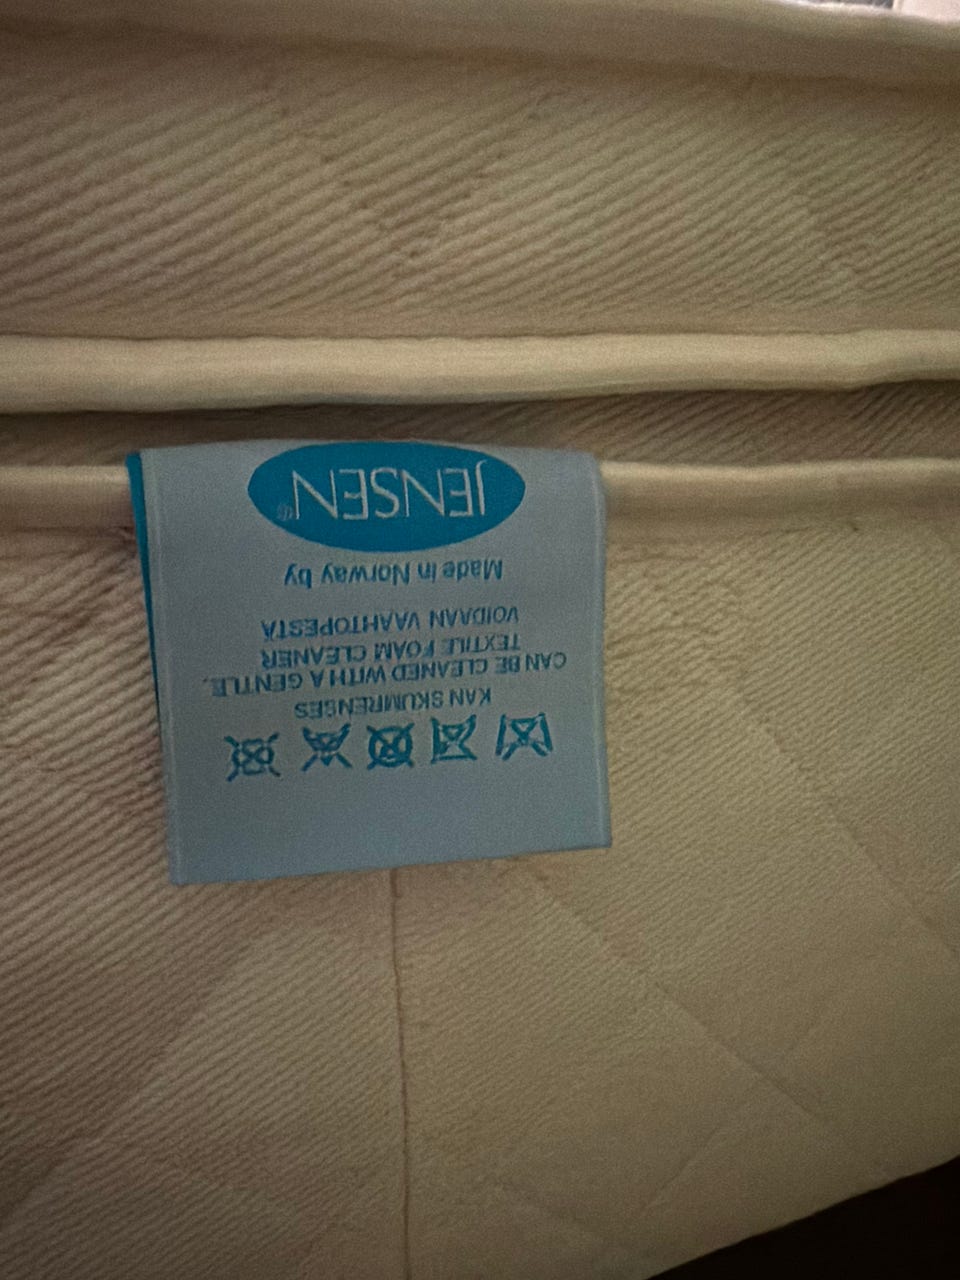 KAN SKUMRENSES
CAN BE CLEANED WITH A GENTLE,
TEXTILE FOAM CLEANER
VOIDAAN VAAHTOPESTÄ
Made in Norway by
JENSEN®